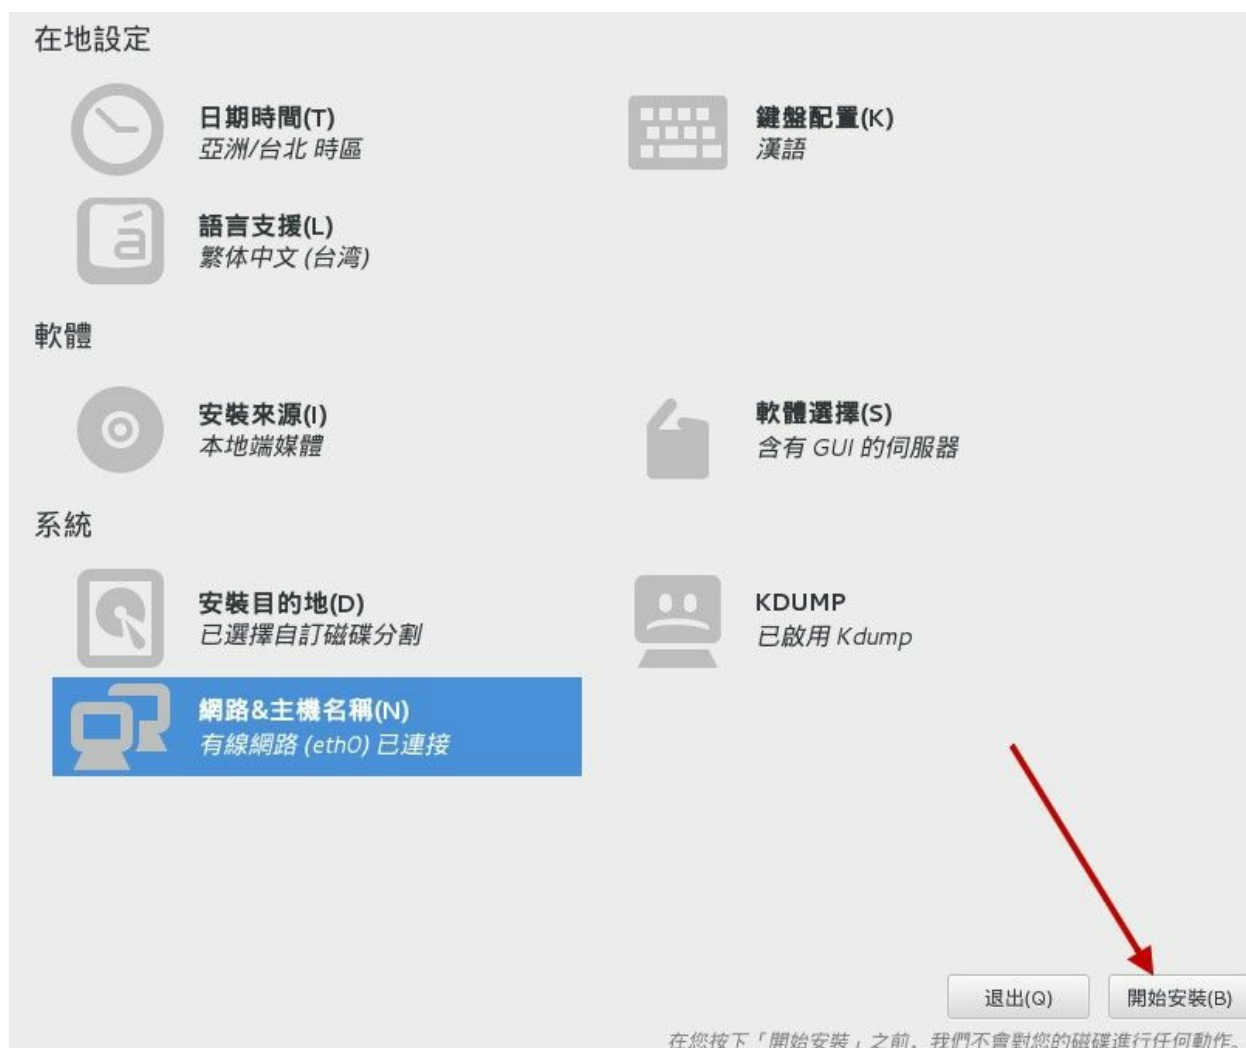 在地設定
日期時間(T)
亞洲/台北 時區
鍵盤配置(K)
漢語
語言支援(L)
繁体中文 (台湾)
軟體
安裝來源(I)
本地端媒體
軟體選擇(S)
含有 GUI 的伺服器
系統
安裝目的地(D)
已選擇自訂磁碟分割
KDUMP
已啟用 Kdump
網路&主機名稱(N)
有線網路 (eth0) 已連接
退出(Q)
開始安裝(B)
在您按下「開始安裝」之前，我們不會對您的磁碟進行任何動作。